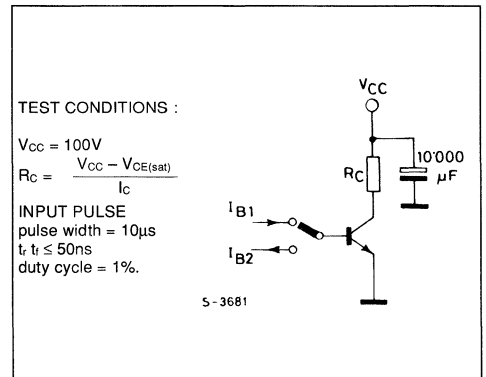 TEST CONDITIONS :
VCC = 100V
RC = VCC – VCE(sat)
IC
INPUT PULSE
pulse width = 10μs
tr tf ≤ 50ns
duty cycle = 1%.
VCC
RC
10'000
μF
IB1
IB2
S-3681